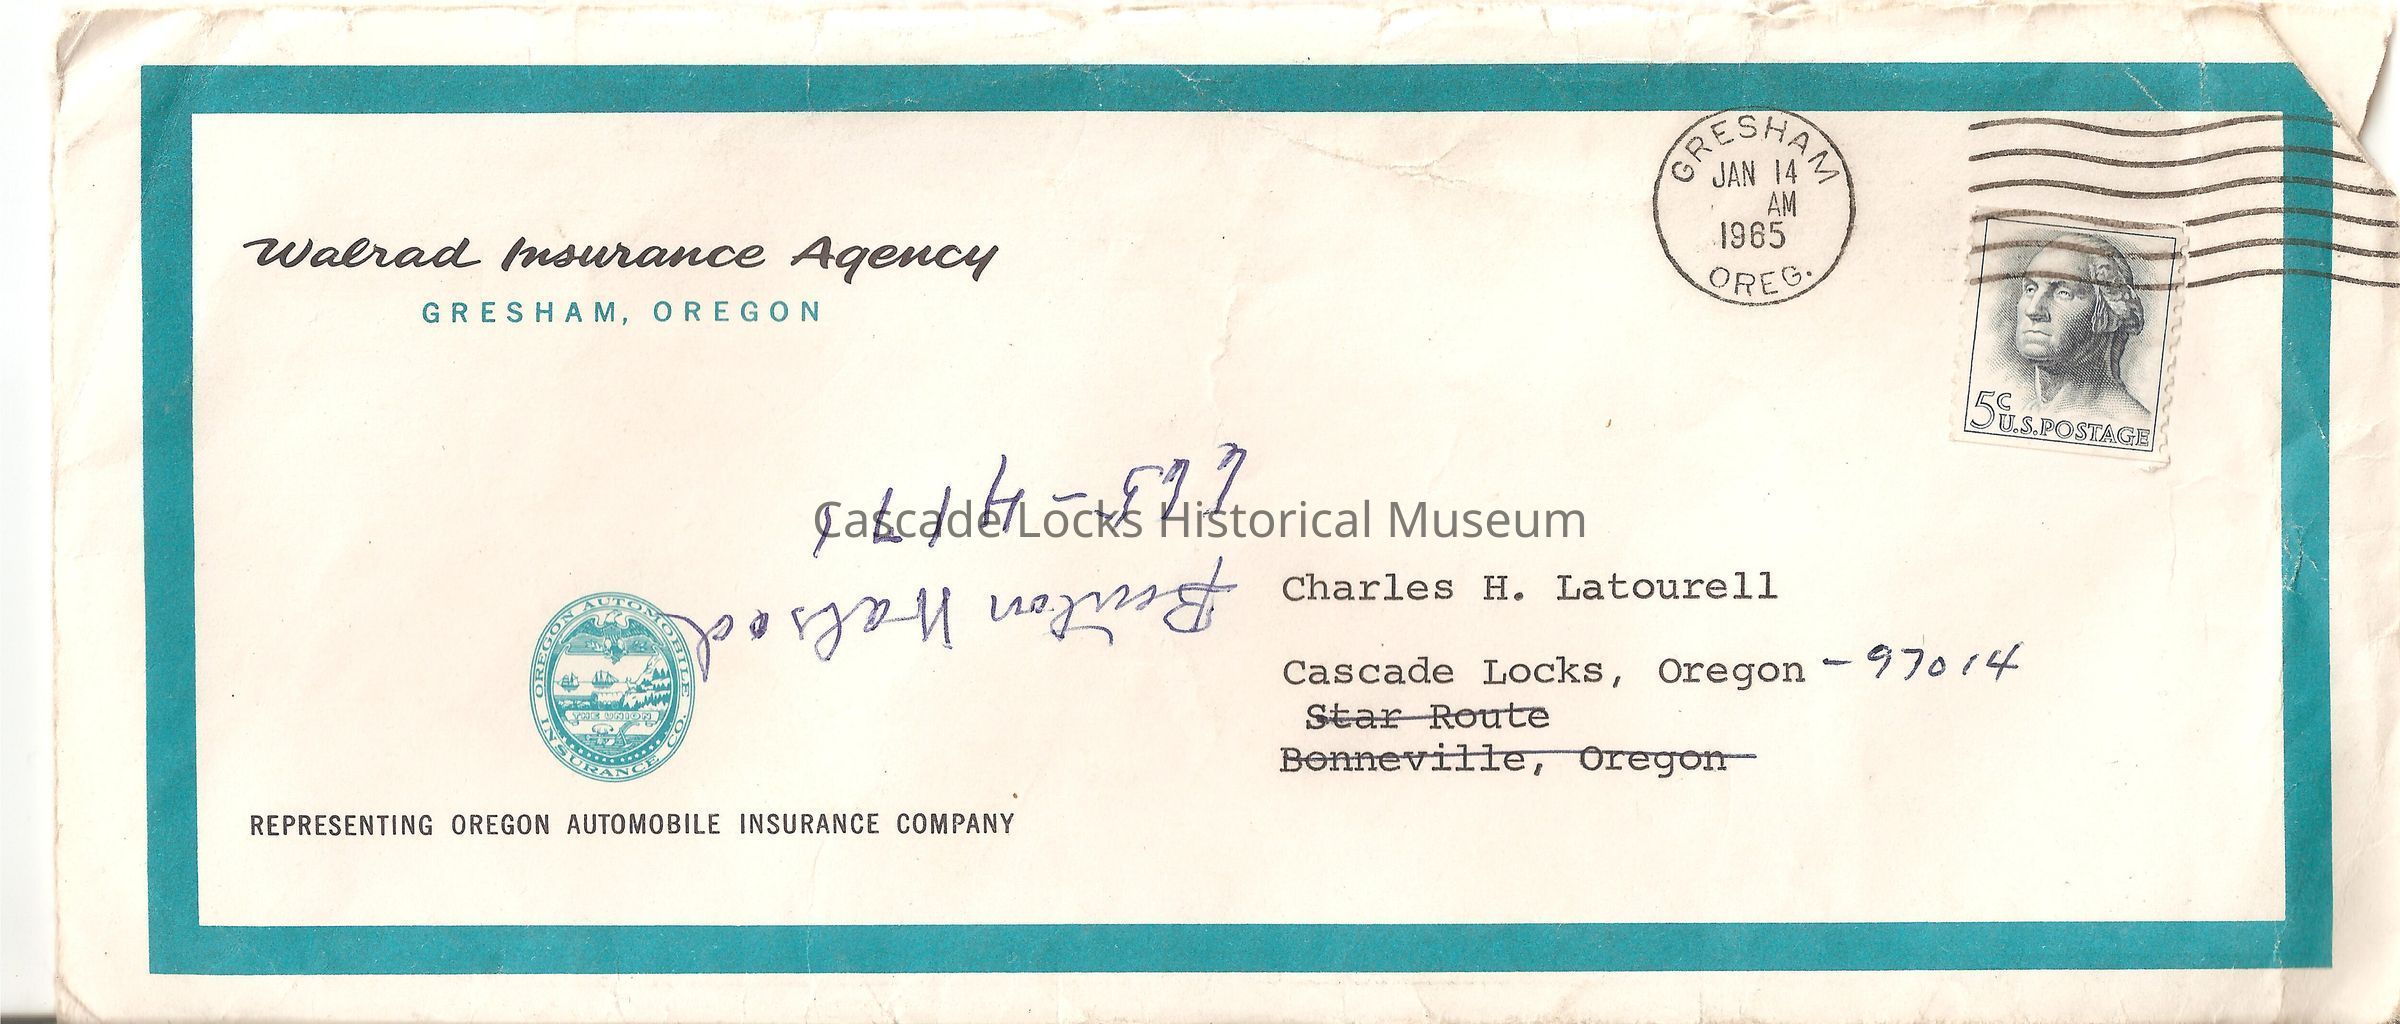 GRESHAM
JAN 14
AM
1965
OREG.
Walrad Insurance Agency
GRESHAM, OREGON
5c
U.S. POSTAGE
Cascade Locks Historical Museum
Charles H. Latourell
Cascade Locks, Oregon - 97014
Star Route
Bonneville, Oregon
Walrad
OREGON AUTOMOBILE
INSURANCE CO.
THE UNION
REPRESENTING OREGON AUTOMOBILE INSURANCE COMPANY